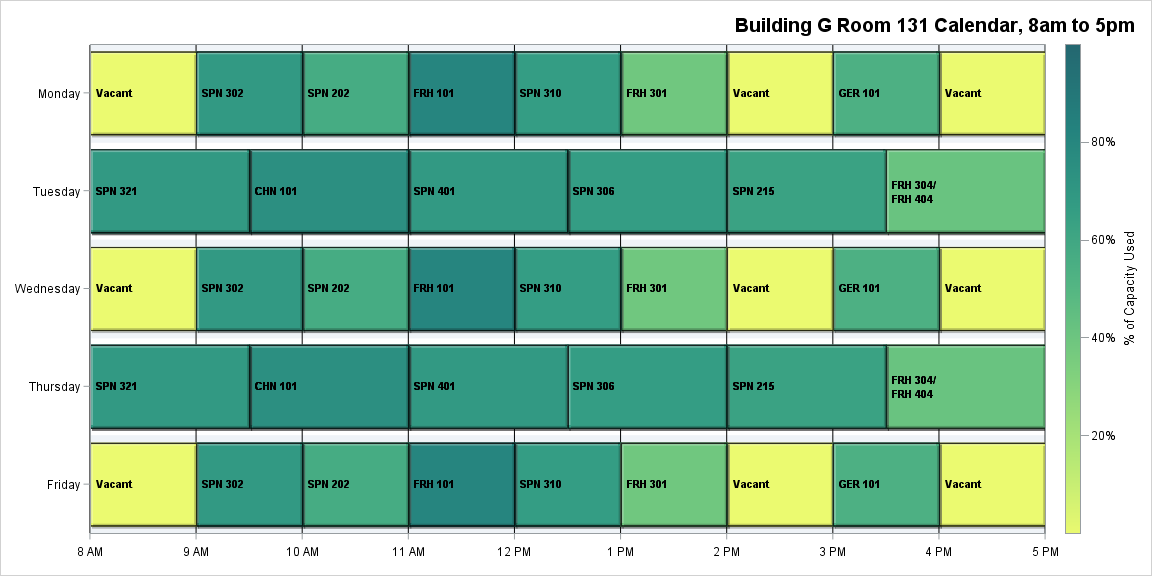 Building G Room 131 Calendar, 8am to 5pm
Monday
Vacant
SPN 302
SPN 202
FRH 101
SPN 310
FRH 301
Vacant
GER 101
Vacant
Tuesday
SPN 321
CHN 101
SPN 401
SPN 306
SPN 215
FRH 304/
FRH 404
Wednesday
Vacant
SPN 302
SPN 202
FRH 101
SPN 310
FRH 301
Vacant
GER 101
Vacant
Thursday
SPN 321
CHN 101
SPN 401
SPN 306
SPN 215
FRH 304/
FRH 404
Friday
Vacant
SPN 302
SPN 202
FRH 101
SPN 310
FRH 301
Vacant
GER 101
Vacant
8 AM
9 AM
10 AM
11 AM
12 PM
1 PM
2 PM
3 PM
4 PM
5 PM
80%
60%
40%
20%
% of Capacity Used